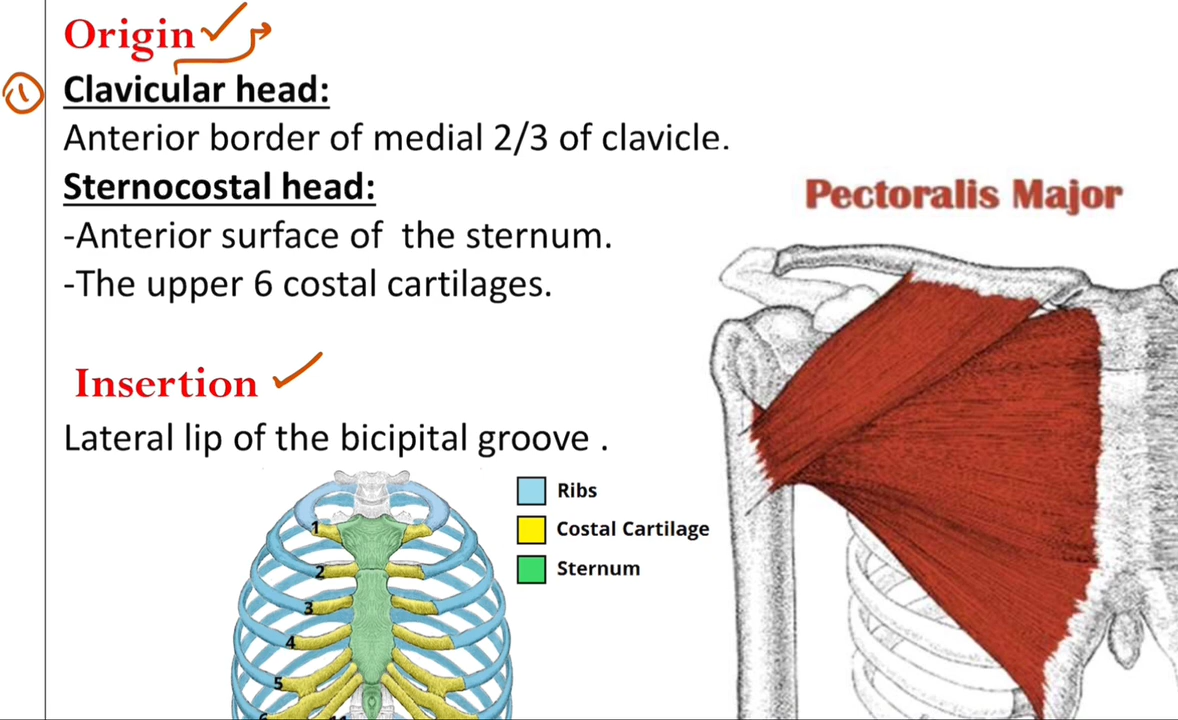 Origin
1
Clavicular head:
Anterior border of medial 2/3 of clavicle.
Sternocostal head:
-Anterior surface of the sternum.
-The upper 6 costal cartilages.
Pectoralis Major
Insertion
Lateral lip of the bicipital groove .
Ribs
Costal Cartilage
Sternum
1
2
3
4
5